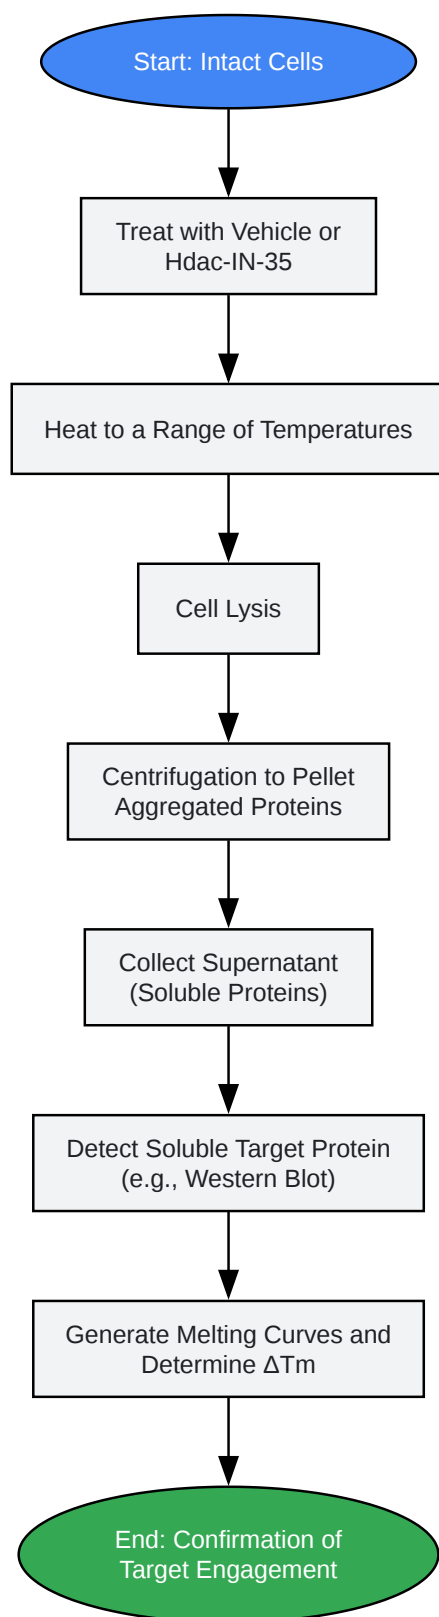 Start: Intact Cells
Treat with Vehicle or
Hdac-IN-35
Heat to a Range of Temperatures
Cell Lysis
Centrifugation to Pellet
Aggregated Proteins
Collect Supernatant
(Soluble Proteins)
Detect Soluble Target Protein
(e.g., Western Blot)
Generate Melting Curves and
Determine ΔTm
End: Confirmation of
Target Engagement